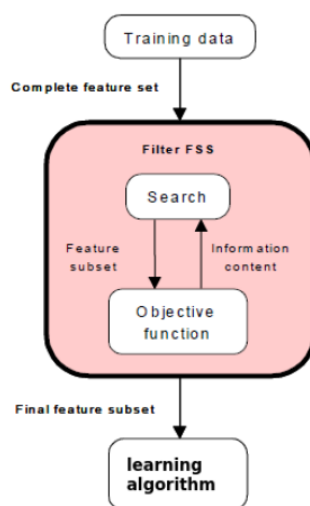 Training data
Complete feature set
Filter FSS
Search
Feature
subset
Information
content
Objective
function
Final feature subset
learning
algorithm